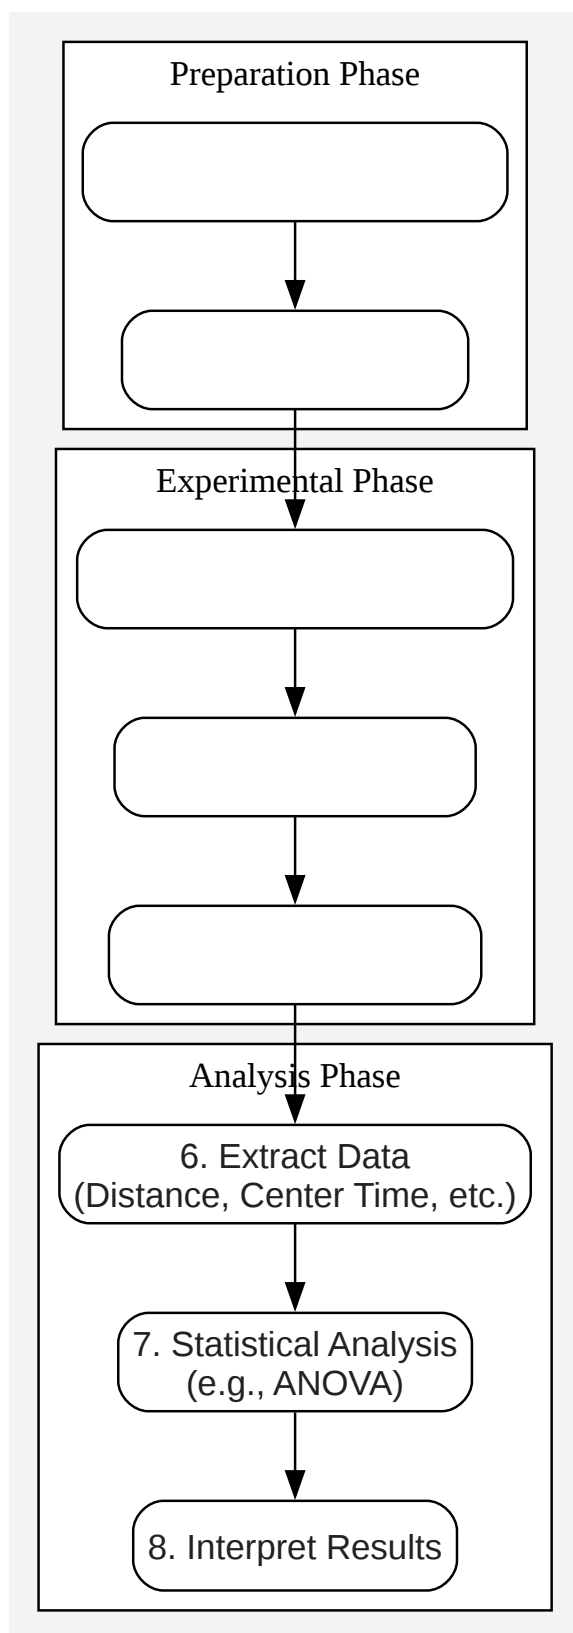 Preparation Phase
Experimental Phase
Analysis Phase
6. Extract Data
(Distance, Center Time, etc.)
7. Statistical Analysis
(e.g., ANOVA)
8. Interpret Results